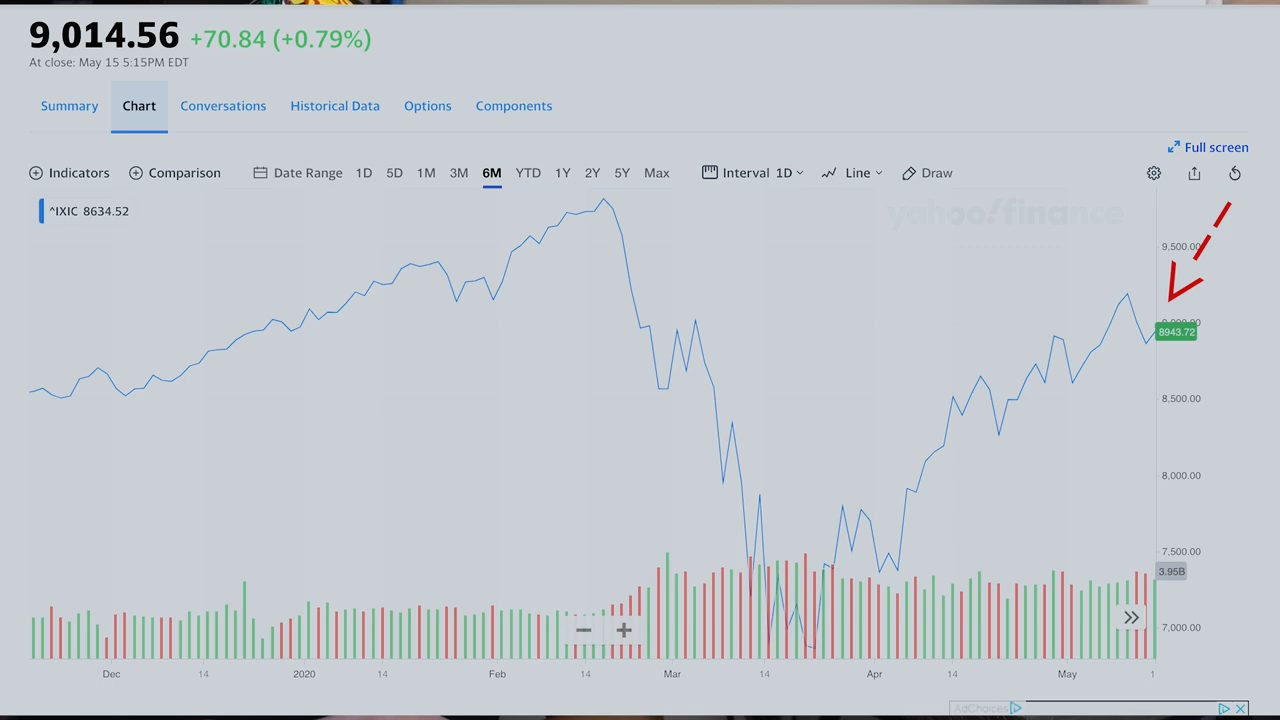 9,014.56 +70.84 (+0.79%)
At close: May 15 5:15PM EDT
Summary Chart Conversations Historical Data Options Components
Full screen
Indicators Comparison Date Range 1D 5D 1M 3M 6M YTD 1Y 2Y 5Y Max Interval 1D Line Draw
^IXIC 8634.52
yahoo!finance
9,500.00
9,000.00
8943.72
8,500.00
8,000.00
7,500.00
3.95B
7,000.00
Dec 14 2020 14 Feb 14 Mar 14 Apr 14 May 1
AdChoices